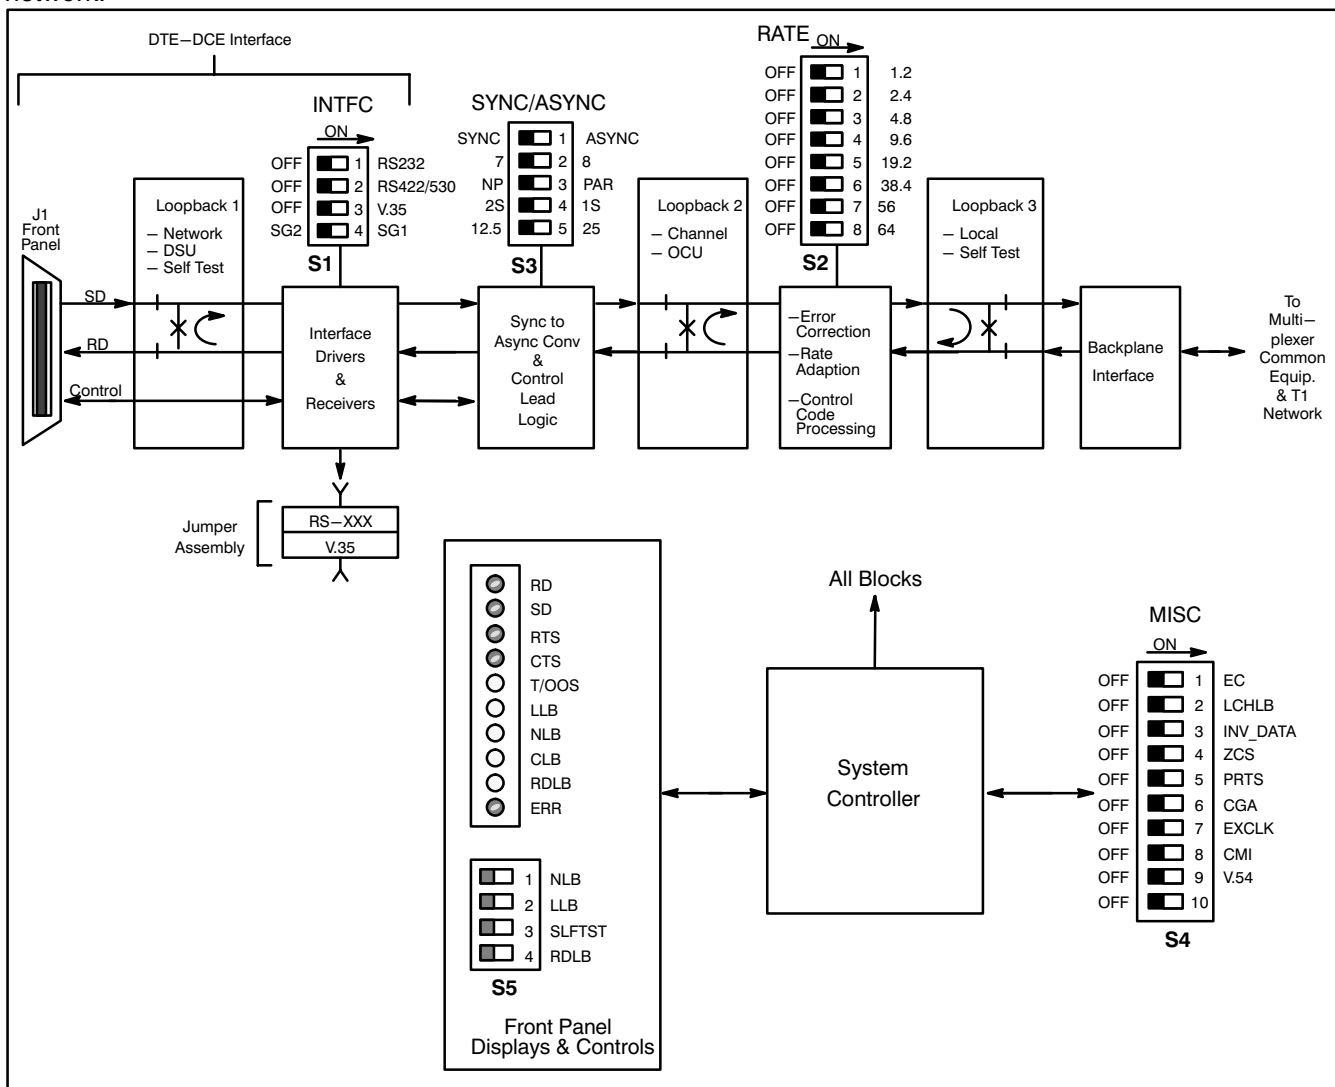 DTE–DCE Interface
INTFC
ON
OFF 1 RS232
OFF 2 RS422/530
OFF 3 V.35
SG2 4 SG1
S1
SYNC/ASYNC
SYNC 1 ASYNC
7 2 8
NP 3 PAR
2S 4 1S
12.5 5 25
S3
RATE
ON
OFF 1 1.2
OFF 2 2.4
OFF 3 4.8
OFF 4 9.6
OFF 5 19.2
OFF 6 38.4
OFF 7 56
OFF 8 64
S2
J1
Front
Panel
SD
RD
Control
Loopback 1
– Network
– DSU
– Self Test
Interface
Drivers
&
Receivers
Sync to
Async Conv
&
Control
Lead
Logic
Loopback 2
– Channel
– OCU
–Error
Correction
–Rate
Adaption
–Control
Code
Processing
Loopback 3
– Local
– Self Test
Backplane
Interface
To
Multi–
plexer
Common
Equip.
& T1
Network
Jumper
Assembly
RS–XXX
V.35
RD
SD
RTS
CTS
T/OOS
LLB
NLB
CLB
RDLB
ERR
1 NLB
2 LLB
3 SLFTST
4 RDLB
S5
Front Panel
Displays & Controls
All Blocks
System
Controller
MISC
ON
OFF 1 EC
OFF 2 LCHLB
OFF 3 INV_DATA
OFF 4 ZCS
OFF 5 PRTS
OFF 6 CGA
OFF 7 EXCLK
OFF 8 CMI
OFF 9 V.54
OFF 10
S4